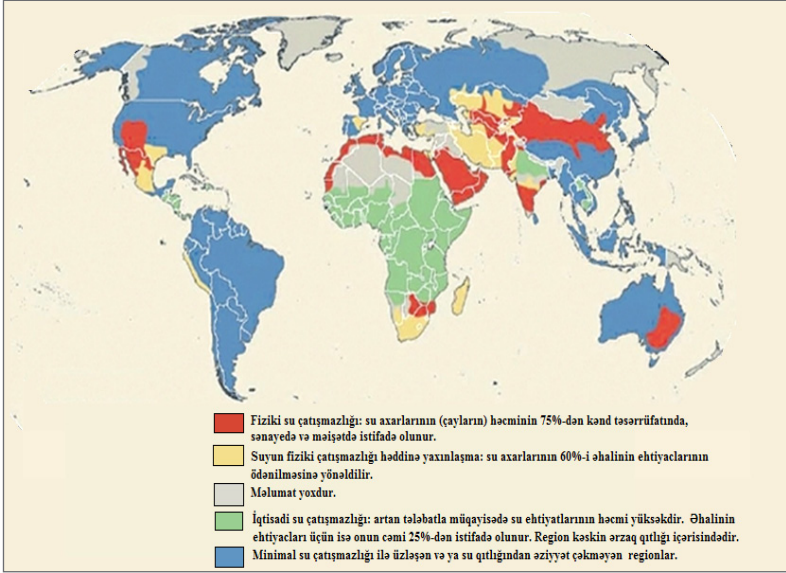 Fiziki su çatışmazlığı: su axarlarının (çayların) həcminin 75%-dən kənd təsərrüfatında,
sənayedə və məişətdə istifadə olunur.
Suyun fiziki çatışmazlığı həddinə yaxınlaşma: su axarlarının 60%-i əhalinin ehtiyaclarının
ödənilməsinə yönəldilir.
Məlumat yoxdur.
İqtisadi su çatışmazlığı: artan tələbatla müqayisədə su ehtiyatlarının həcmi yüksəkdir. Əhalinin
ehtiyacları üçün isə onun cəmi 25%-dən istifadə olunur. Region kəskin ərzaq qıtlığı içərisindədir.
Minimal su çatışmazlığı ilə üzləşən və ya su qıtlığından əziyyət çəkməyən regionlar.